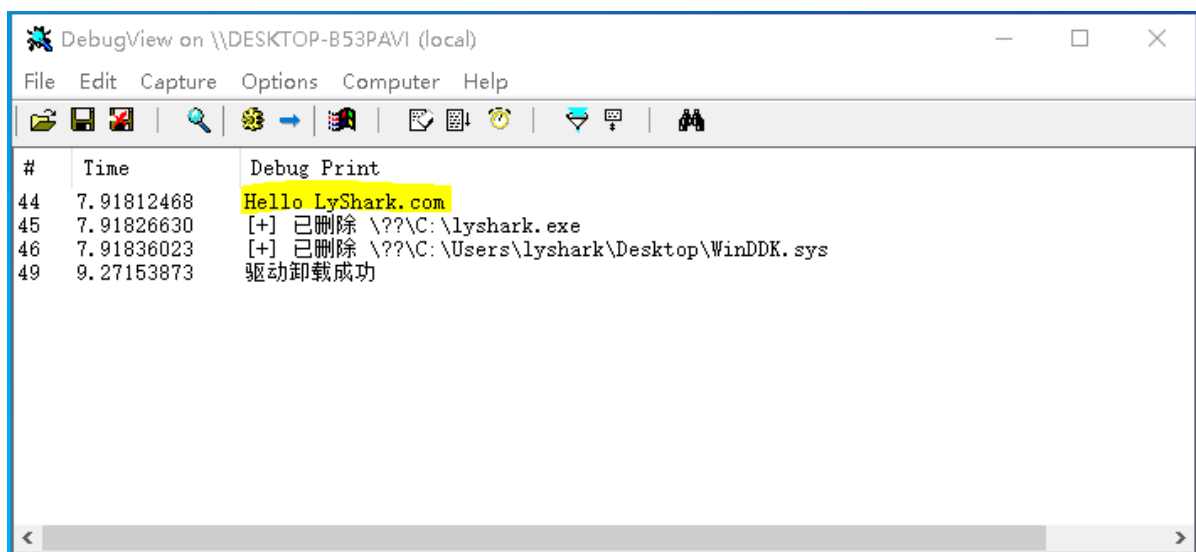 DebugView on \\DESKTOP-B53PAVI (local)
File Edit Capture Options Computer Help
# Time Debug Print
44 7.91812468 Hello LyShark.com
45 7.91826630 [+] 已删除 \??\C:\lyshark.exe
46 7.91836023 [+] 已删除 \??\C:\Users\lyshark\Desktop\WinDDK.sys
49 9.27153873 驱动卸载成功